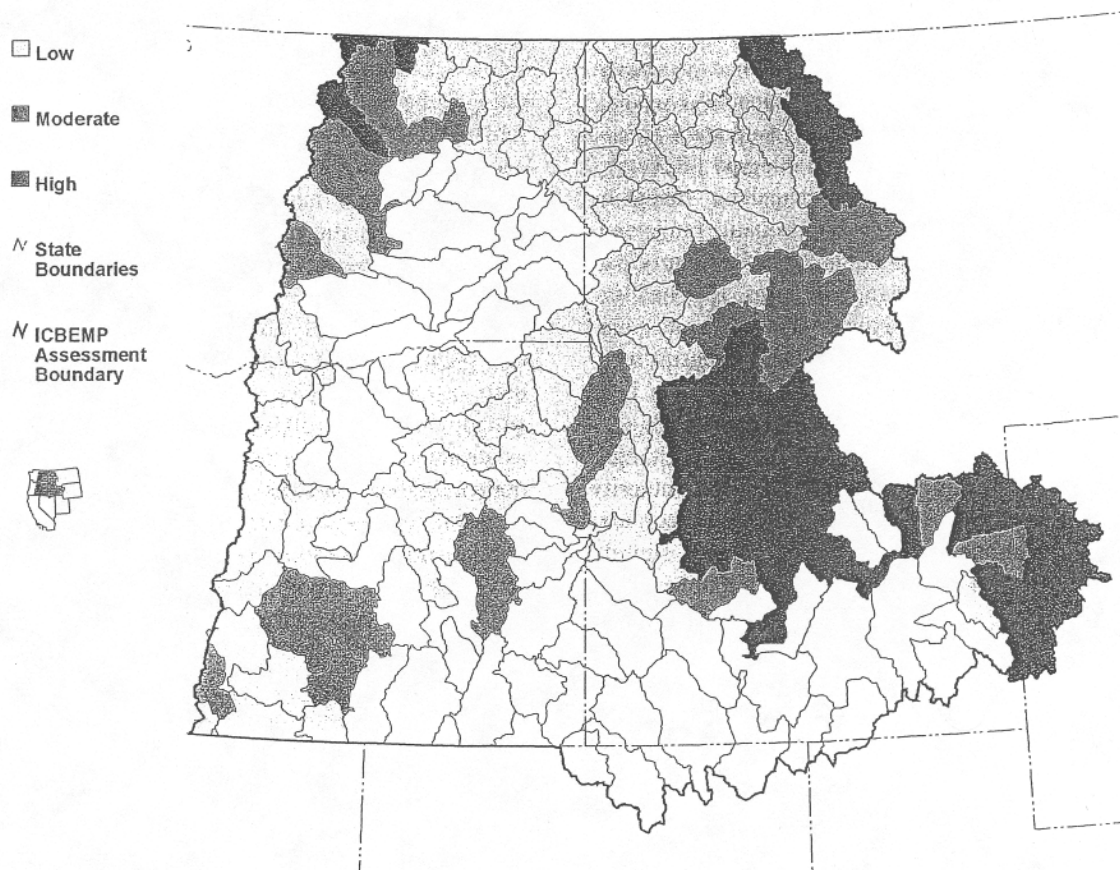 Low
Moderate
High
State
Boundaries
ICBEMP
Assessment
Boundary